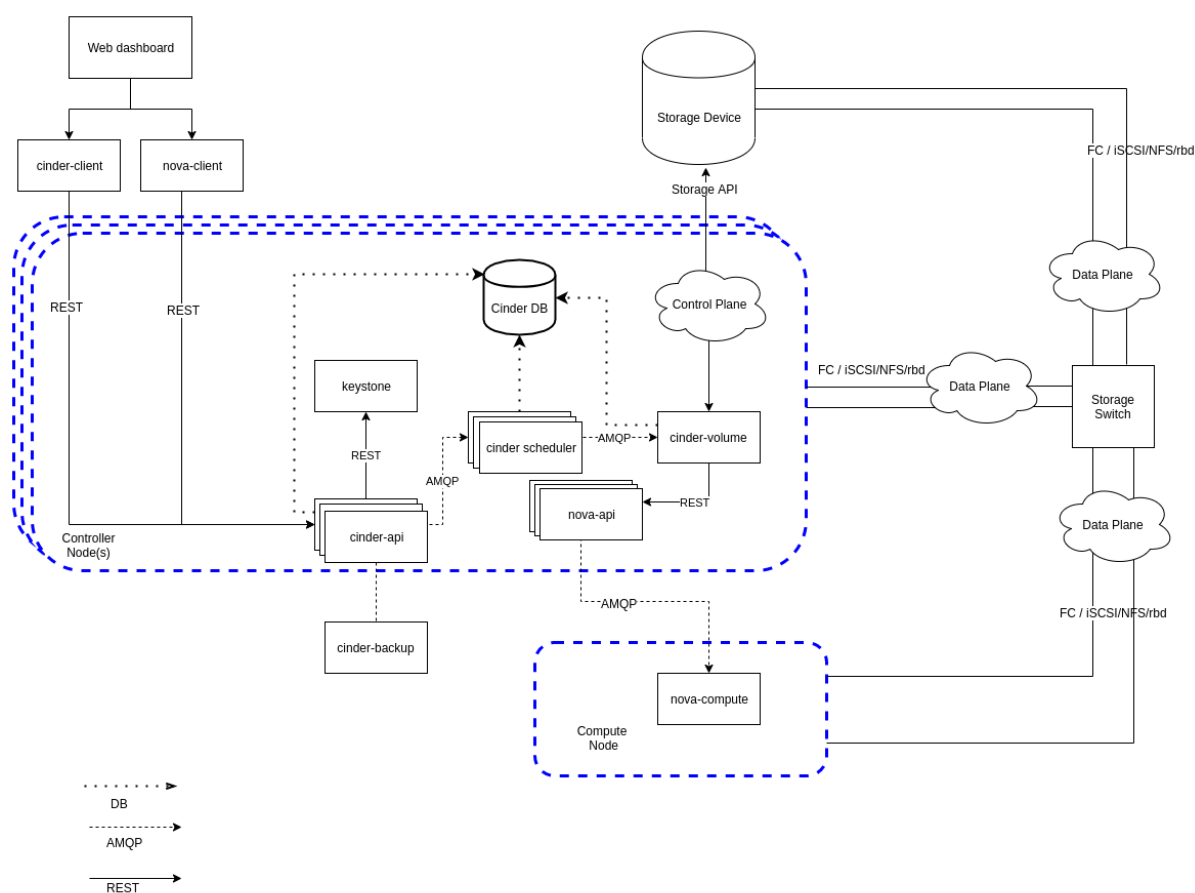 Web dashboard
cinder-client
nova-client
Storage Device
FC / iSCSI/NFS/rbd
Storage API
Data Plane
REST
REST
Cinder DB
Control Plane
keystone
FC / iSCSI/NFS/rbd
Data Plane
Storage
Switch
cinder scheduler
AMQP
cinder-volume
REST
AMQP
REST
nova-api
Controller
Node(s)
cinder-api
Data Plane
AMQP
FC / iSCSI/NFS/rbd
cinder-backup
nova-compute
Compute
Node
DB
AMQP
REST